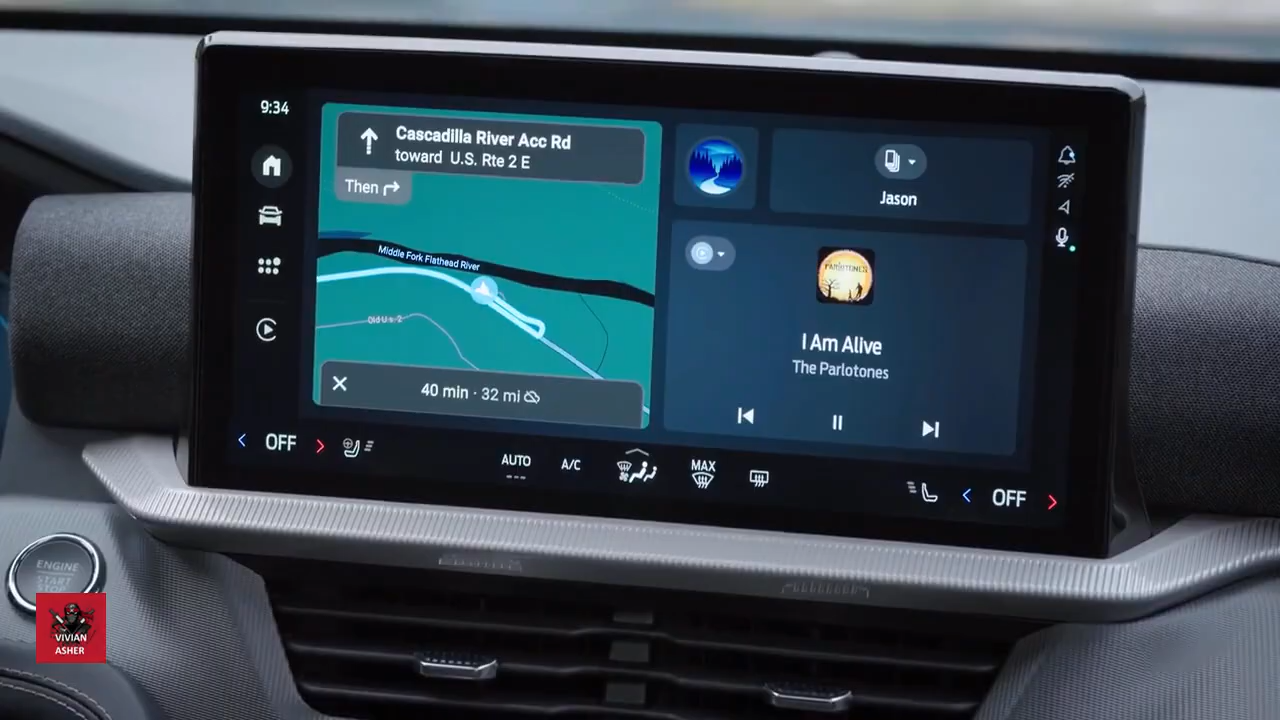 9:34
Cascadilla River Acc Rd
toward U.S. Rte 2 E
Then
Middle Fork Flathead River
Old U.S. 2
40 min · 32 mi
Jason
PARLOTONES
I Am Alive
The Parlotones
OFF
AUTO
A/C
MAX
OFF
ENGINE
START
STOP
VIVIAN
ASHER